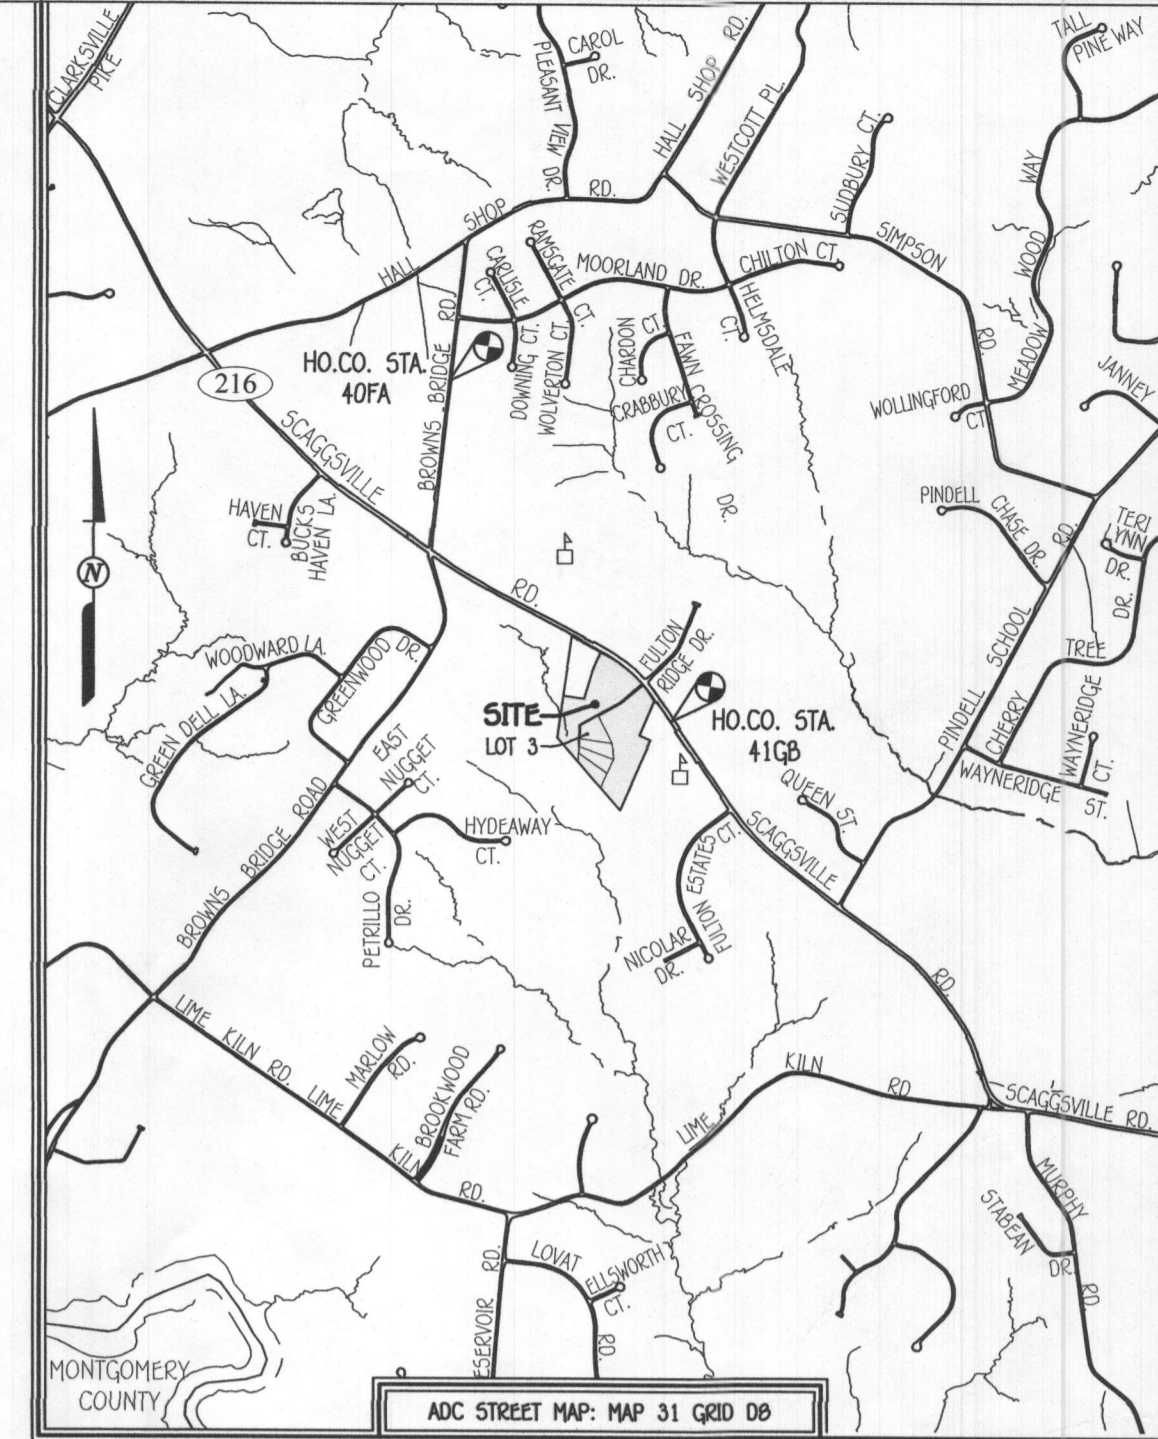 CLARKSVILLE
PIKE
PLEASANT VIEW DR.
CAROL
DR.
HALL SHOP RD.
WESTCOTT PL.
SUDBURY CT.
TALL
PINE WAY
HALL SHOP RD.
SIMPSON RD.
MEADOW WOOD WAY
RAMSGATE CT.
CARLISLE
CT.
MOORLAND DR.
CHILTON CT.
HELMSDALE
CT.
DOWNING CT.
WOLVERTON CT.
CHARDON
CT.
FAWN CROSSING DR.
CRABBURY
CT.
WOLLINGFORD
CT
JANNEY
HO.CO. STA.
40FA
216
BROWNS BRIDGE RD.
SCAGGSVILLE RD.
HAVEN
CT.
BUCKS
HAVEN LA.
PINDELL
CHASE DR.
TERI
LYNN
DR.
N
WOODWARD LA.
GREENWOOD DR.
GREEN DELL LA.
FULTON
RIDGE DR.
SITE
LOT 3
HO.CO. STA.
41GB
PINDELL SCHOOL RD.
CHERRY TREE DR.
WAYNERIDGE
CT.
WAYNERIDGE ST.
QUEEN ST.
EAST
NUGGET
CT.
WEST
NUGGET
CT.
HYDEAWAY
CT.
PETRILLO
DR.
BROWNS BRIDGE ROAD
FULTON ESTATES CT.
SCAGGSVILLE RD.
NICOLAR
DR.
LIME KILN RD.
MARLOW
RD.
BROOKWOOD
FARM RD.
LIME KILN RD.
LIME KILN RD
SCAGGSVILLE RD.
MURPHY RD.
STABEAN
DR.
LOVAT RD.
ELLSWORTH
CT.
ESERVOIR RD.
MONTGOMERY
COUNTY
ADC STREET MAP: MAP 31 GRID D8